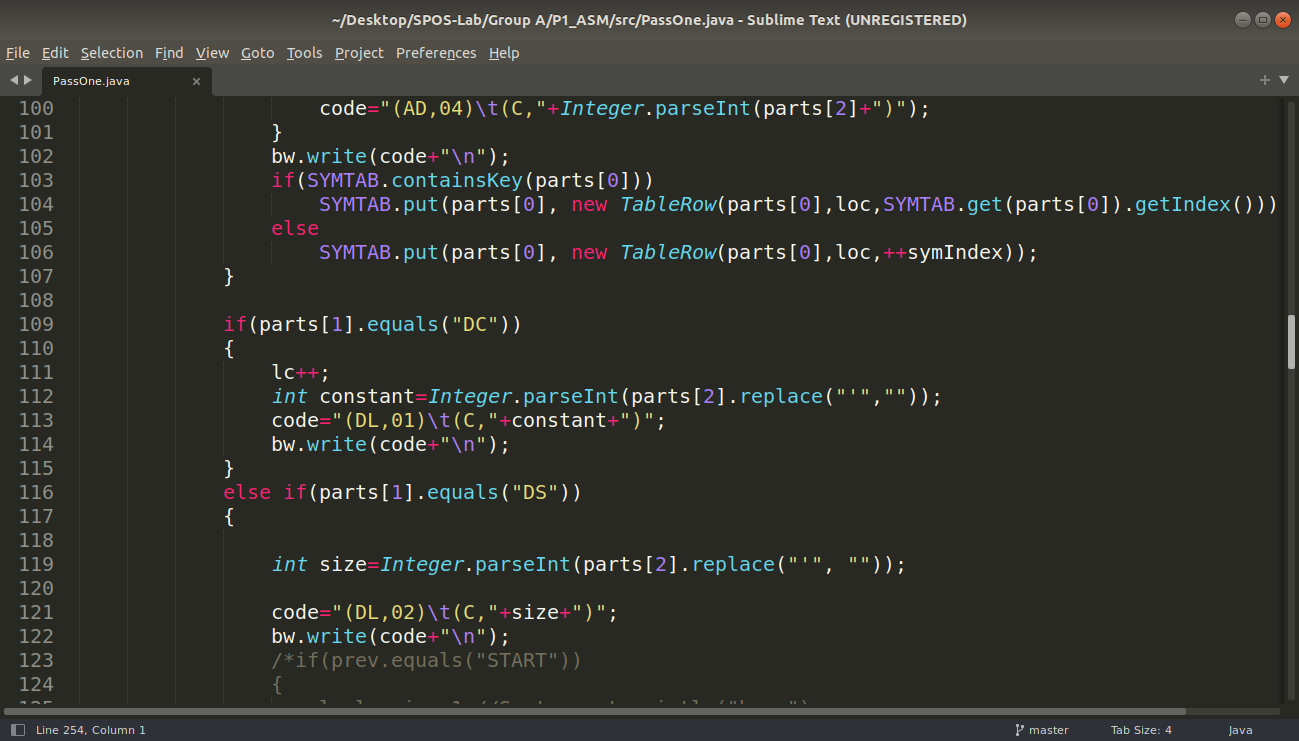 ~/Desktop/SPOS-Lab/Group A/P1_ASM/src/PassOne.java - Sublime Text (UNREGISTERED)
File Edit Selection Find View Goto Tools Project Preferences Help
PassOne.java
100 code="(AD,04)\t(C,"+Integer.parseInt(parts[2]+")");
101 }
102 bw.write(code+"\n");
103 if(SYMTAB.containsKey(parts[0]))
104 SYMTAB.put(parts[0], new TableRow(parts[0],loc,SYMTAB.get(parts[0]).getIndex()))
105 else
106 SYMTAB.put(parts[0], new TableRow(parts[0],loc,++symIndex));
107 }
108
109 if(parts[1].equals("DC"))
110 {
111 lc++;
112 int constant=Integer.parseInt(parts[2].replace("'",""));
113 code="(DL,01)\t(C,"+constant+")";
114 bw.write(code+"\n");
115 }
116 else if(parts[1].equals("DS"))
117 {
118
119 int size=Integer.parseInt(parts[2].replace("'", ""));
120
121 code="(DL,02)\t(C,"+size+")";
122 bw.write(code+"\n");
123 /*if(prev.equals("START"))
124 {
Line 254, Column 1 master Tab Size: 4 Java